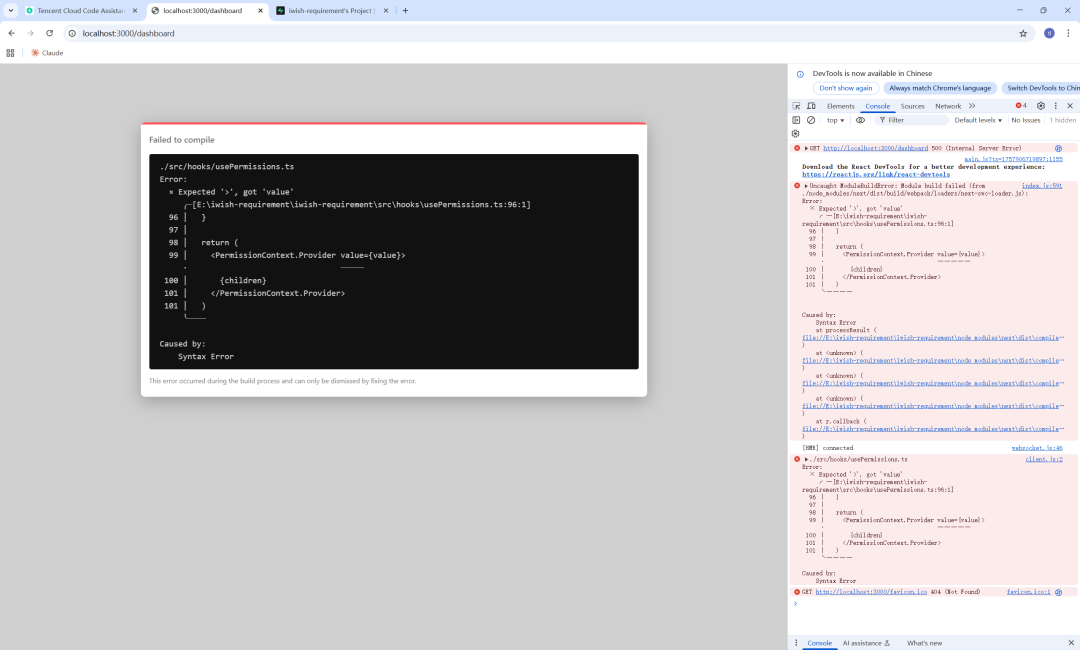 Tencent Cloud Code Assistan
localhost:3000/dashboard
iwish-requirement's Project |
localhost:3000/dashboard
Claude
Failed to compile
./src/hooks/usePermissions.ts
Error:
× Expected '>', got 'value'
╭─[E:\iwish-requirement\iwish-requirement\src\hooks\usePermissions.ts:96:1]
96 │ }
97 │
98 │ return (
99 │ <PermissionContext.Provider value={value}>
· ─────
100 │ {children}
101 │ </PermissionContext.Provider>
101 │ )
╰────
Caused by:
Syntax Error
This error occurred during the build process and can only be dismissed by fixing the error.
DevTools is now available in Chinese
Don't show again
Always match Chrome's language
Switch DevTools to Chin
Elements
Console
Sources
Network
4
top
Filter
Default levels
No Issues
1 hidden
GET http://localhost:3000/dashboard 500 (Internal Server Error)
main.js?ts=1757906719897:1155
Download the React DevTools for a better development experience:
https://reactjs.org/link/react-devtools
Uncaught ModuleBuildError: Module build failed (from index.js:591
./node_modules/next/dist/build/webpack/loaders/next-swc-loader.js):
Error:
× Expected '>', got 'value'
╭─[E:\iwish-requirement\iwish-
requirement\src\hooks\usePermissions.ts:96:1]
96 | }
97 |
98 | return (
99 | <PermissionContext.Provider value={value}>
· ─────
100 | {children}
101 | </PermissionContext.Provider>
101 | )
╰────
Caused by:
Syntax Error
at processResult (
file://E:\iwish-requirement\iwish-requirement\node_modules\next\dist\compile…
)
at <unknown> (
file://E:\iwish-requirement\iwish-requirement\node_modules\next\dist\compile…
)
at <unknown> (
file://E:\iwish-requirement\iwish-requirement\node_modules\next\dist\compile…
)
at <unknown> (
file://E:\iwish-requirement\iwish-requirement\node_modules\next\dist\compile…
)
at r.callback (
file://E:\iwish-requirement\iwish-requirement\node_modules\next\dist\compile…
)
[HMR] connected
websocket.js:46
./src/hooks/usePermissions.ts
client.js:2
Error:
× Expected '>', got 'value'
╭─[E:\iwish-requirement\iwish-
requirement\src\hooks\usePermissions.ts:96:1]
96 | }
97 |
98 | return (
99 | <PermissionContext.Provider value={value}>
· ─────
100 | {children}
101 | </PermissionContext.Provider>
101 | )
╰────
Caused by:
Syntax Error
GET http://localhost:3000/favicon.ico 404 (Not Found)
favicon.ico:1
Console
AI assistance
What's new